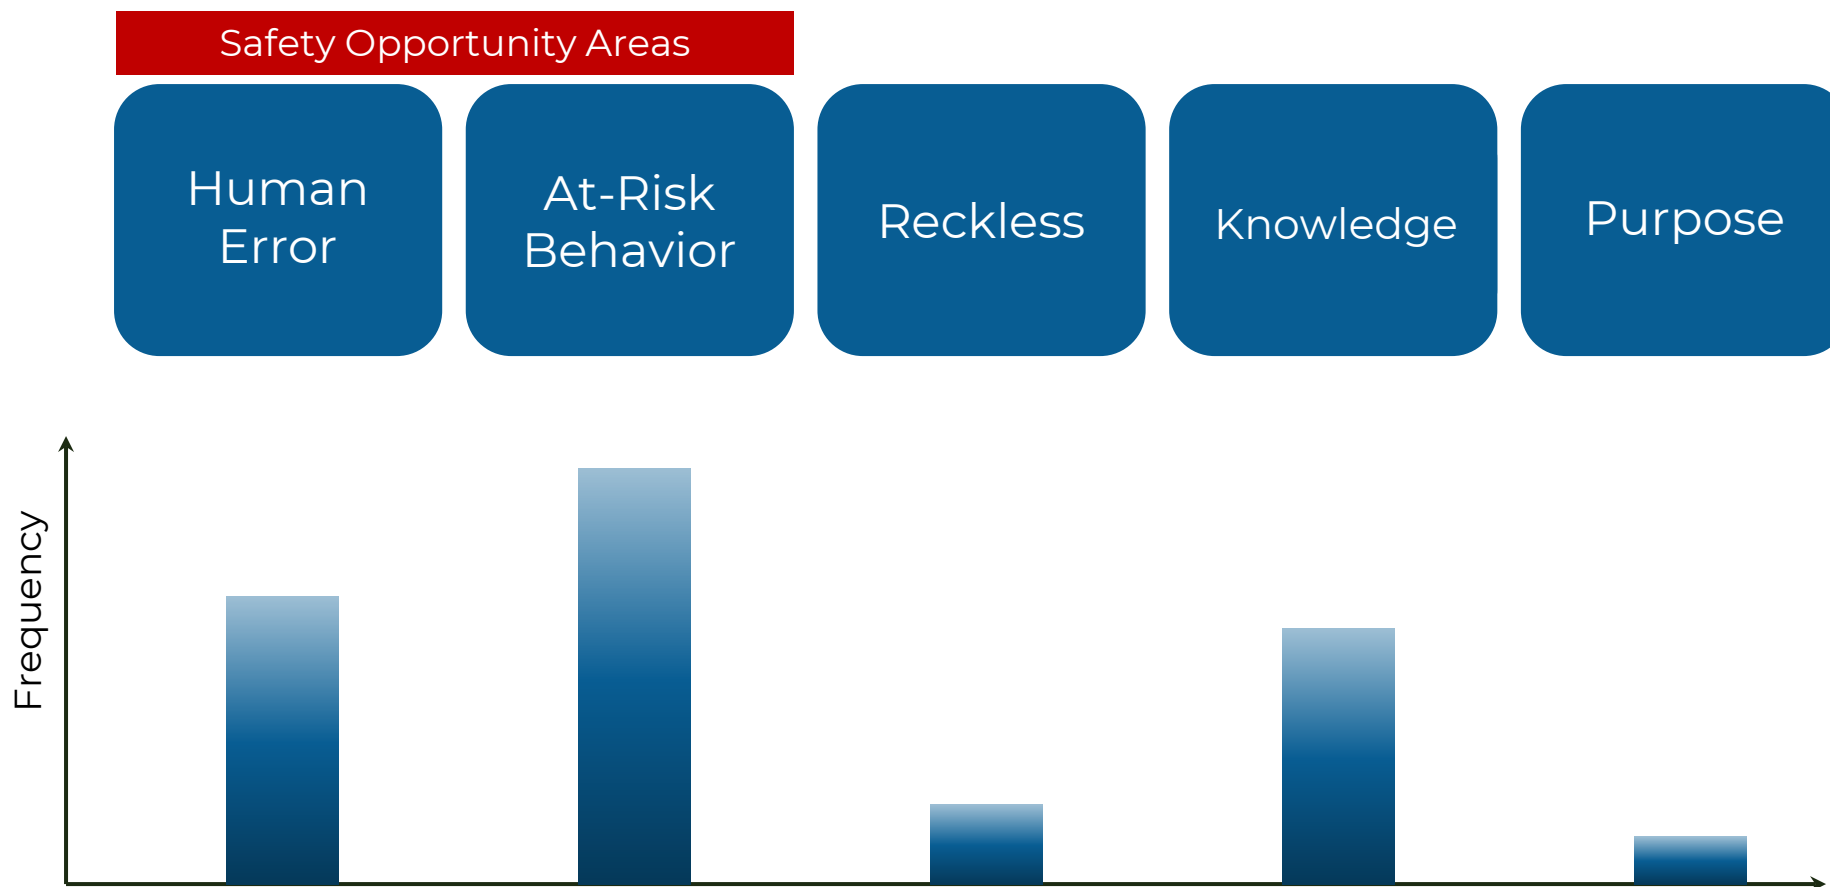 Safety Opportunity Areas
Human
Error
At-Risk
Behavior
Reckless
Knowledge
Purpose
Frequency